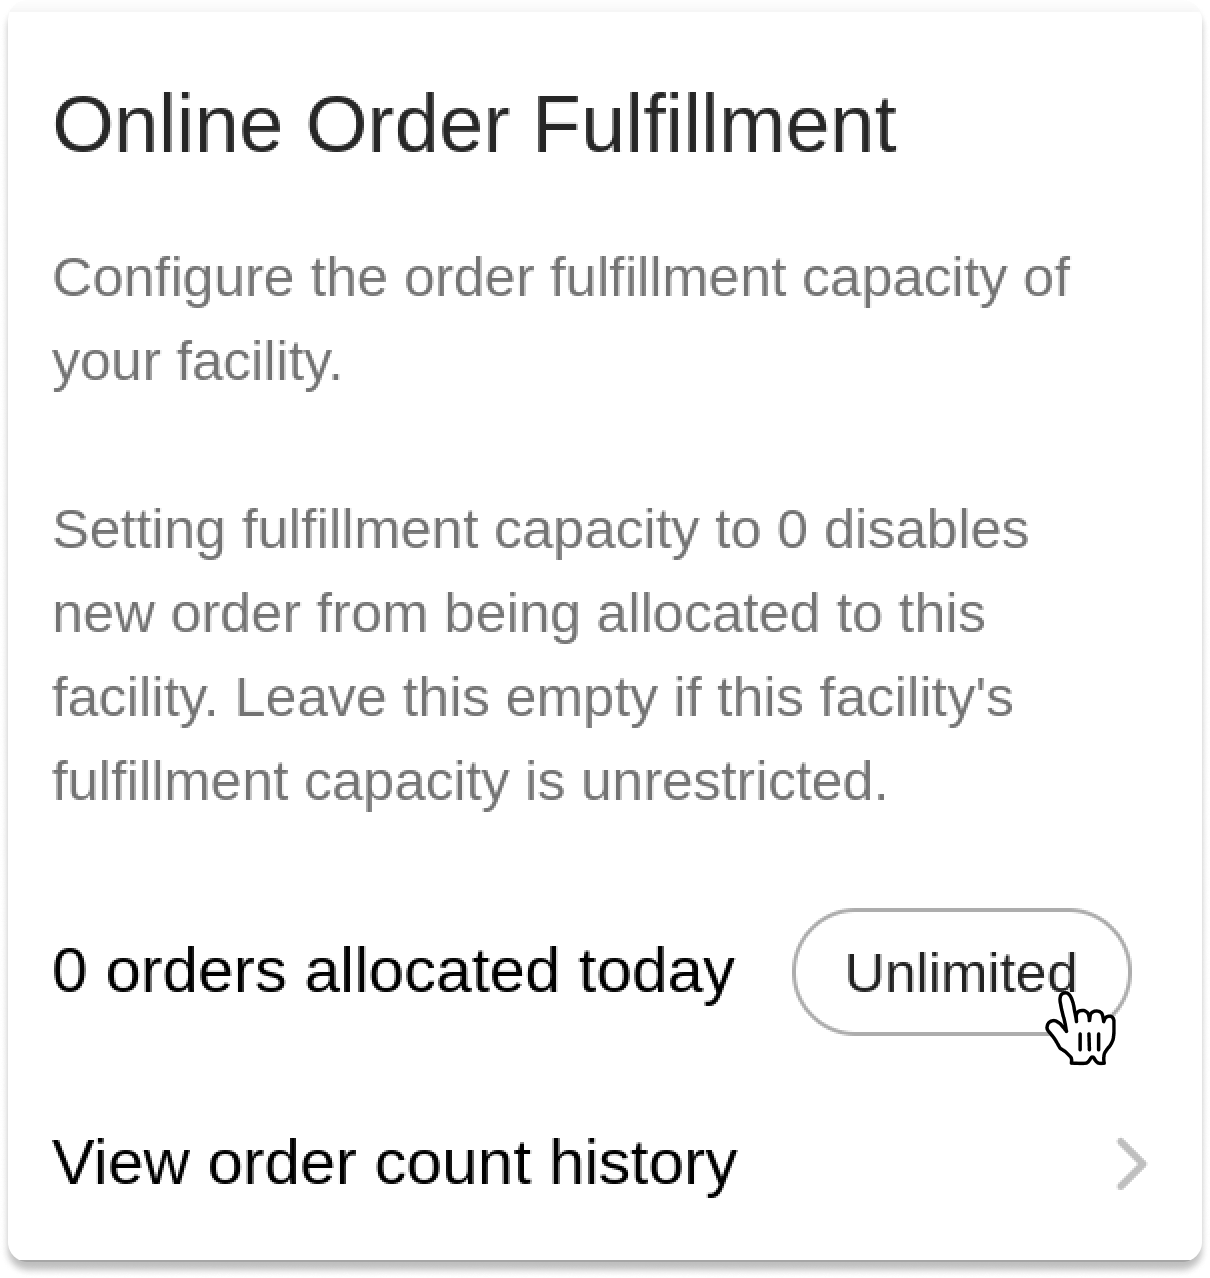 Online Order Fulfillment
Configure the order fulfillment capacity of
your facility.
Setting fulfillment capacity to 0 disables
new order from being allocated to this
facility. Leave this empty if this facility's
fulfillment capacity is unrestricted.
0 orders allocated today
Unlimited
View order count history